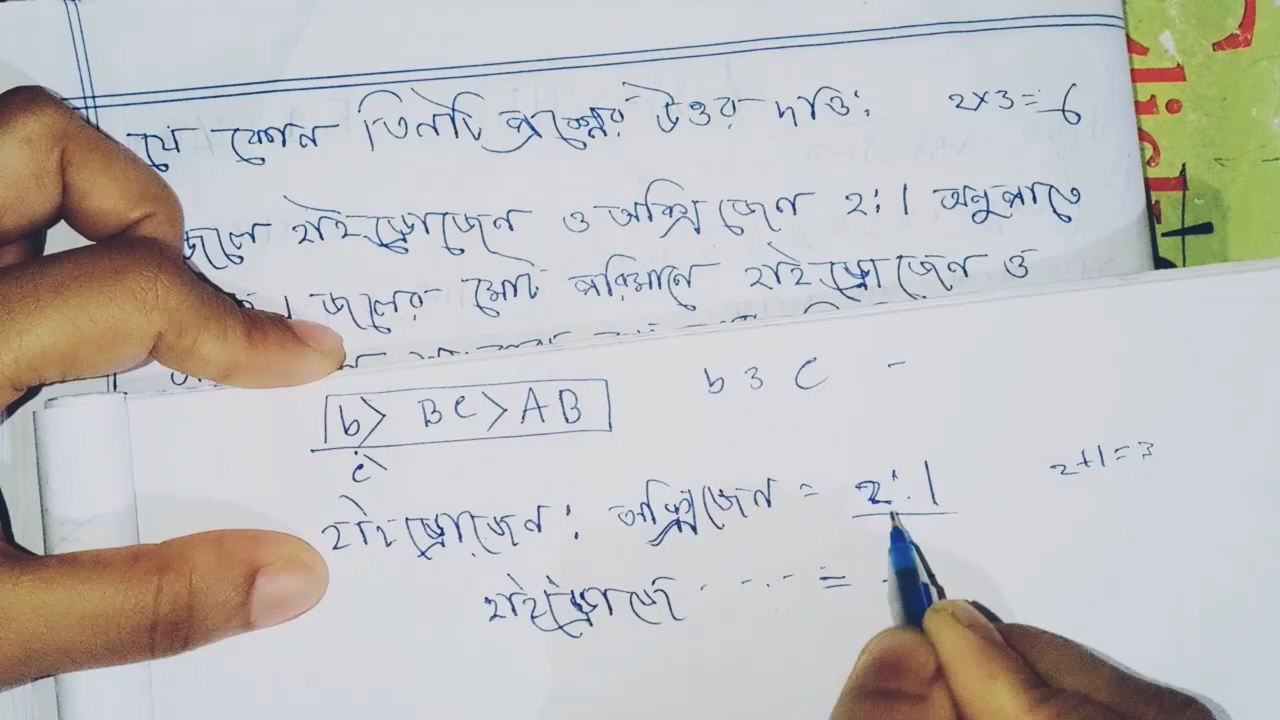 যে কোন তিনটি প্রশ্নের উত্তর দাও: 2×3=6
জলে হাইড্রোজেন ও অক্সিজেন 2:1 অনুপাতে
। জলের মোট পরিমানে হাইড্রোজেন ও
b> BC>AB
b 3 C -
c>
2+1=3
হাইড্রোজেন: অক্সিজেন = 2:1
হাইড্রোজে ..... =